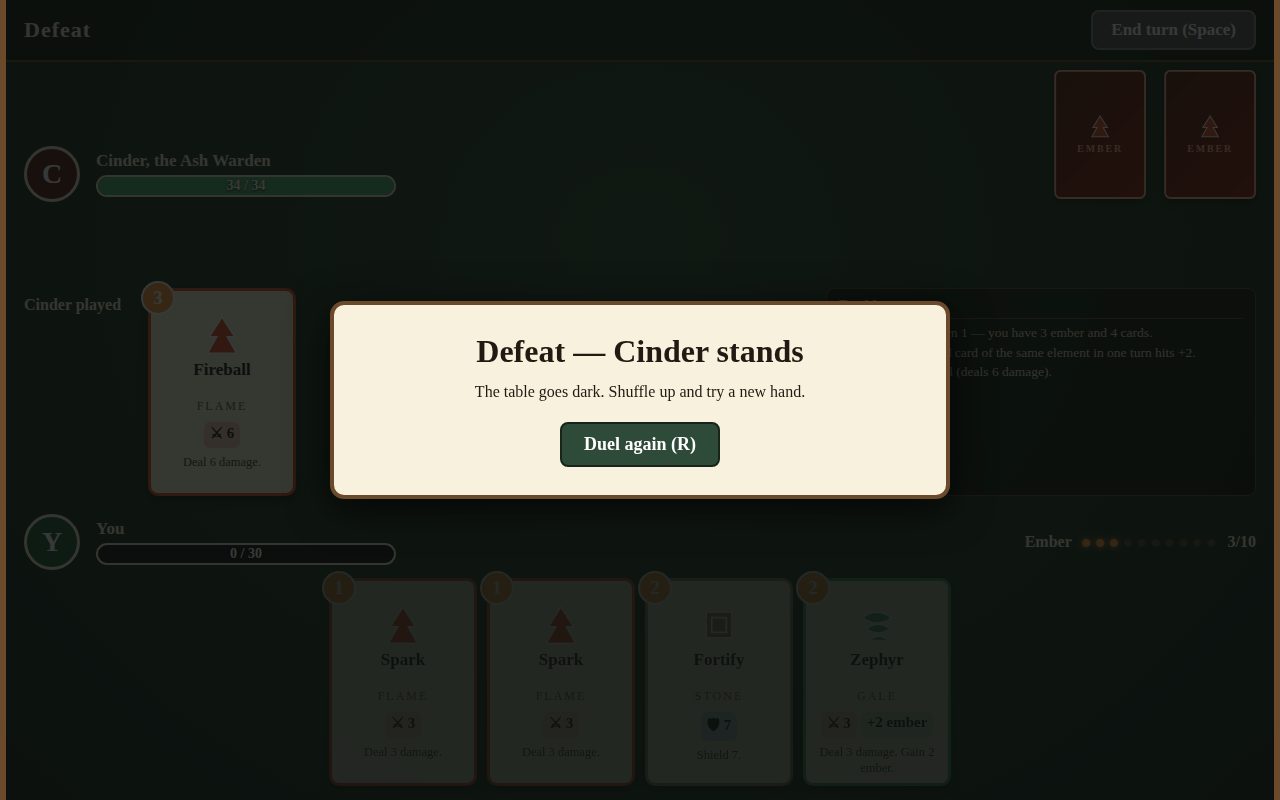 Defeat
End turn (Space)
EMBER
EMBER
C
Cinder, the Ash Warden
34 / 34
Cinder played
3
Fireball
FLAME
⚔ 6
Deal 6 damage.
n 1 — you have 3 ember and 4 cards.
card of the same element in one turn hits +2.
(deals 6 damage).
Defeat — Cinder stands
The table goes dark. Shuffle up and try a new hand.
Duel again (R)
Y
You
0 / 30
Ember
3/10
1
Spark
FLAME
⚔ 3
Deal 3 damage.
1
Spark
FLAME
⚔ 3
Deal 3 damage.
2
Fortify
STONE
🛡 7
Shield 7.
2
Zephyr
GALE
⚔ 3 +2 ember
Deal 3 damage. Gain 2
ember.